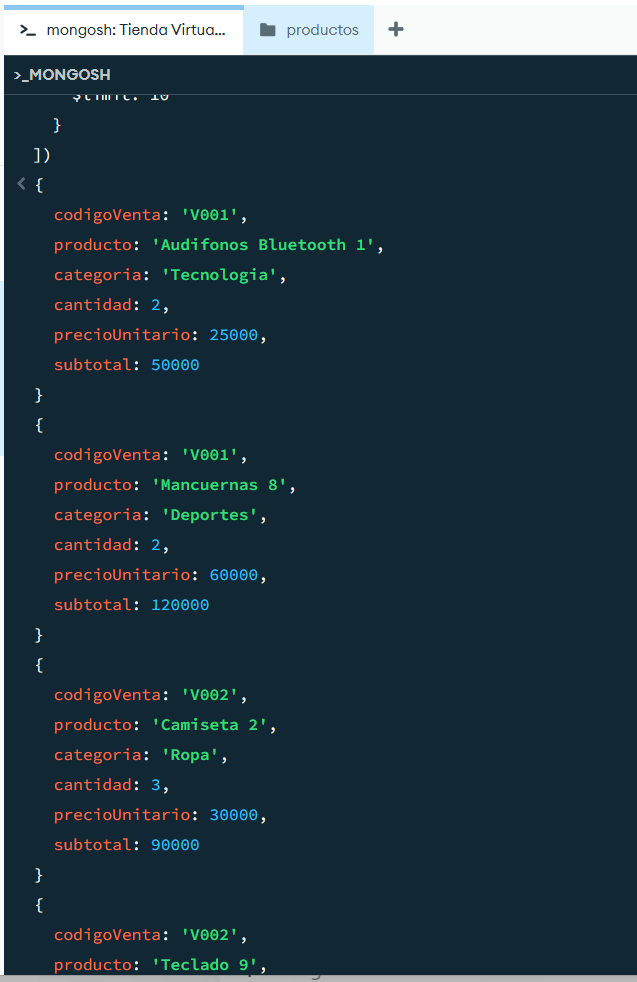 mongosh: Tienda Virtua...
productos
>_MONGOSH
$limit: 10
}
])
{
codigoVenta: 'V001',
producto: 'Audifonos Bluetooth 1',
categoria: 'Tecnologia',
cantidad: 2,
precioUnitario: 25000,
subtotal: 50000
}
{
codigoVenta: 'V001',
producto: 'Mancuernas 8',
categoria: 'Deportes',
cantidad: 2,
precioUnitario: 60000,
subtotal: 120000
}
{
codigoVenta: 'V002',
producto: 'Camiseta 2',
categoria: 'Ropa',
cantidad: 3,
precioUnitario: 30000,
subtotal: 90000
}
{
codigoVenta: 'V002',
producto: 'Teclado 9',